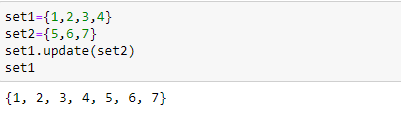 set1={1,2,3,4}
set2={5,6,7}
set1.update(set2)
set1
{1, 2, 3, 4, 5, 6, 7}